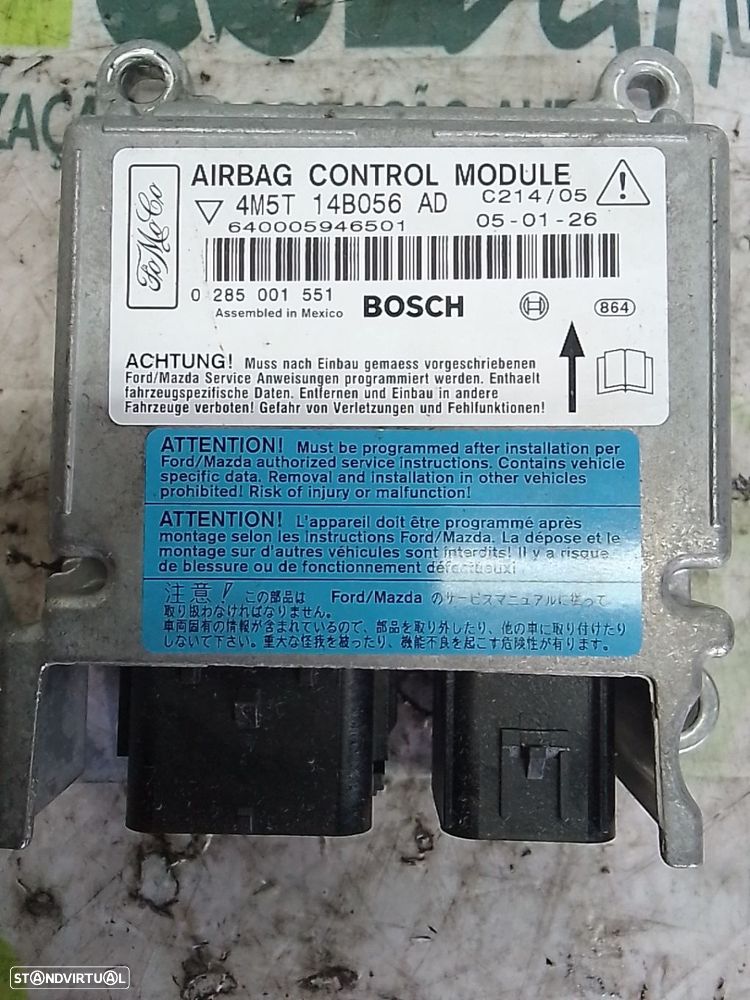 FoMoCo
AIRBAG CONTROL MODULE
4M5T 14B056 AD C214/05
640005946501 05-01-26
0 285 001 551
Assembled in Mexico BOSCH 864
ACHTUNG! Muss nach Einbau gemaess vorgeschriebenen
Ford/Mazda Service Anweisungen programmiert werden. Enthaelt
fahrzeugspezifische Daten. Entfernen und Einbau in andere
Fahrzeuge verboten! Gefahr von Verletzungen und Fehlfunktionen!
ATTENTION! Must be programmed after installation per
Ford/Mazda authorized service instructions. Contains vehicle
specific data. Removal and installation in other vehicles
prohibited! Risk of injury or malfunction!
ATTENTION! L'appareil doit être programmé après
montage selon les instructions Ford/Mazda. La dépose et le
montage sur d'autres véhicules sont interdits! Il y a risque
de blessure ou de fonctionnement défectueux!
注意! この部品は Ford/Mazda のサービスマニュアルに従って
取り扱わなければなりません。
車両固有の情報が含まれているので、部品を取り外したり、他の車に取り付けたり
しないで下さい。重大な怪我を被ったり、機能不良を起こす危険性が有ります。
STANDVIRTUAL